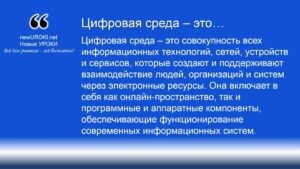 Цифровая среда – это…
newUROKI.net
Новые УРОКИ
Всё для учителя – всё бесплатно!
Цифровая среда – это совокупность всех
информационных технологий, сетей, устройств
и сервисов, которые создают и поддерживают
взаимодействие людей, организаций и систем
через электронные ресурсы. Она включает в
себя как онлайн-пространство, так и
программные и аппаратные компоненты,
обеспечивающие функционирование
современных информационных систем.